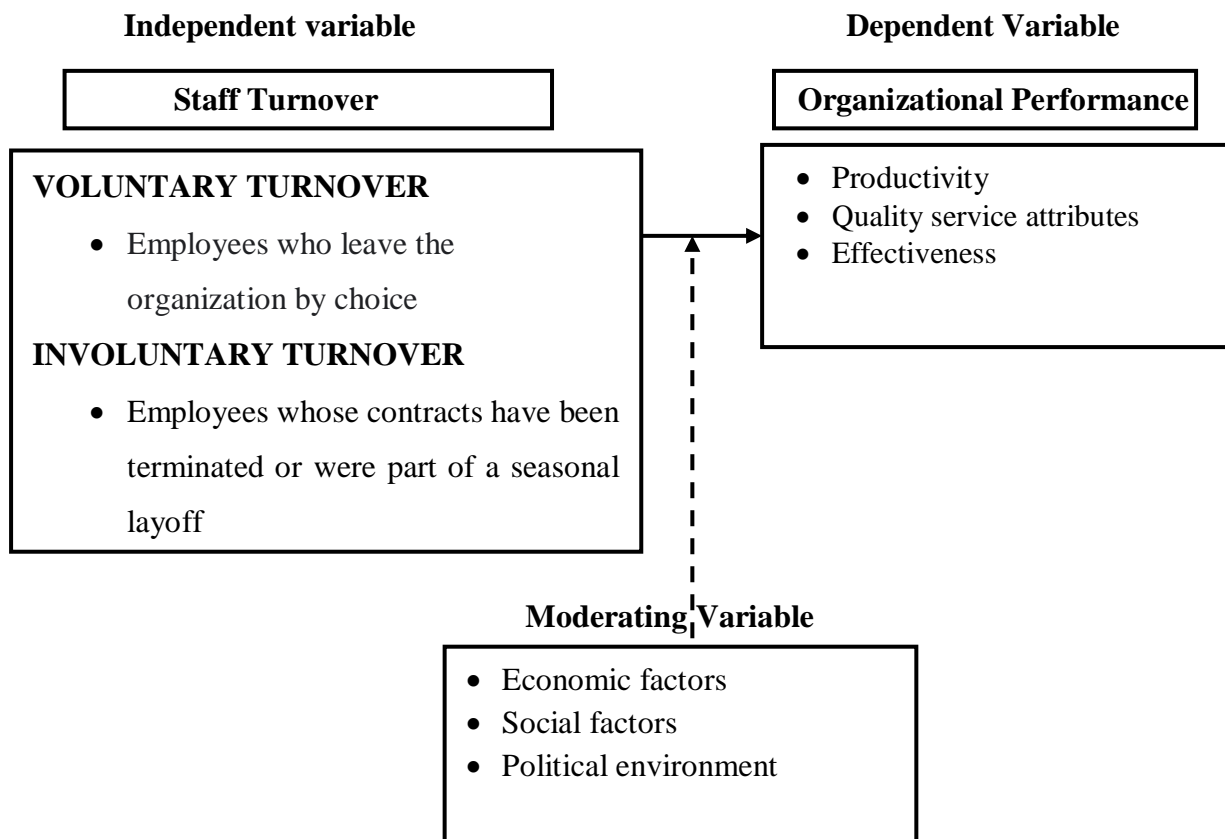 Independent variable
Dependent Variable
Staff Turnover
Organizational Performance
VOLUNTARY TURNOVER
• Employees who leave the
organization by choice
INVOLUNTARY TURNOVER
• Employees whose contracts have been
terminated or were part of a seasonal
layoff
• Productivity
• Quality service attributes
• Effectiveness
Moderating Variable
• Economic factors
• Social factors
• Political environment